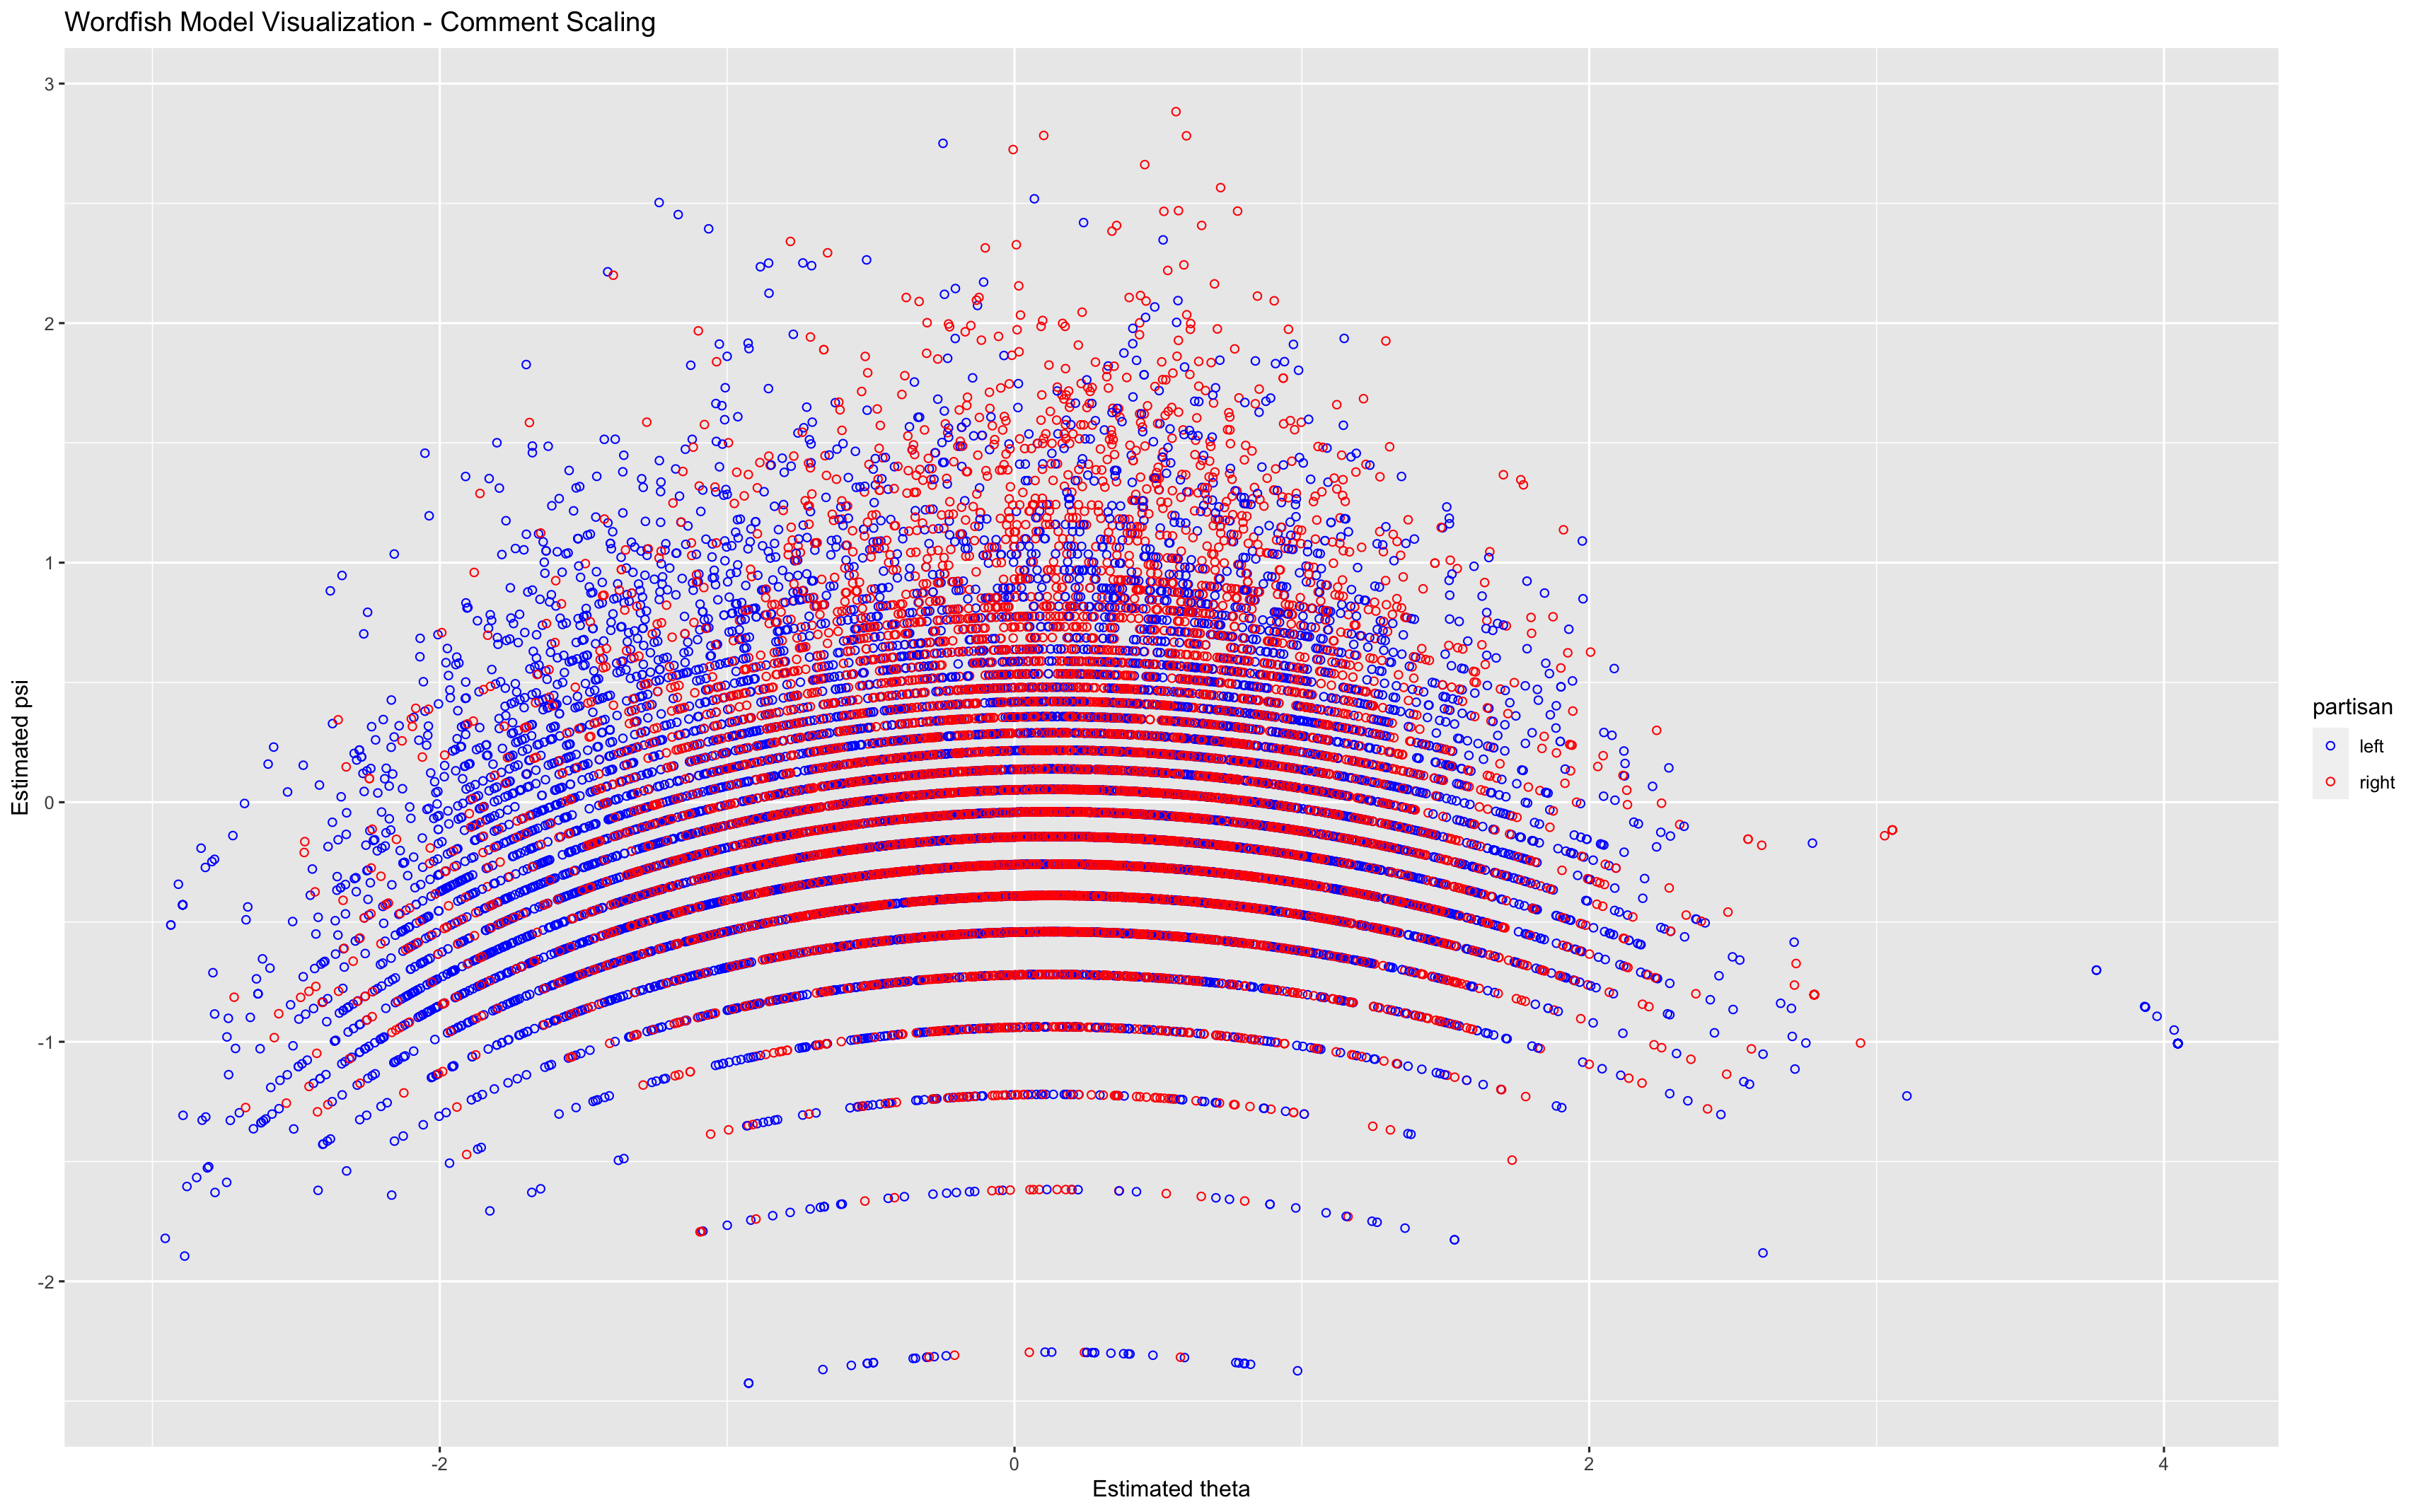 Wordfish Model Visualization - Comment Scaling
3
2
1
0
-1
-2
Estimated psi
-2
0
2
4
Estimated theta
partisan
left
right